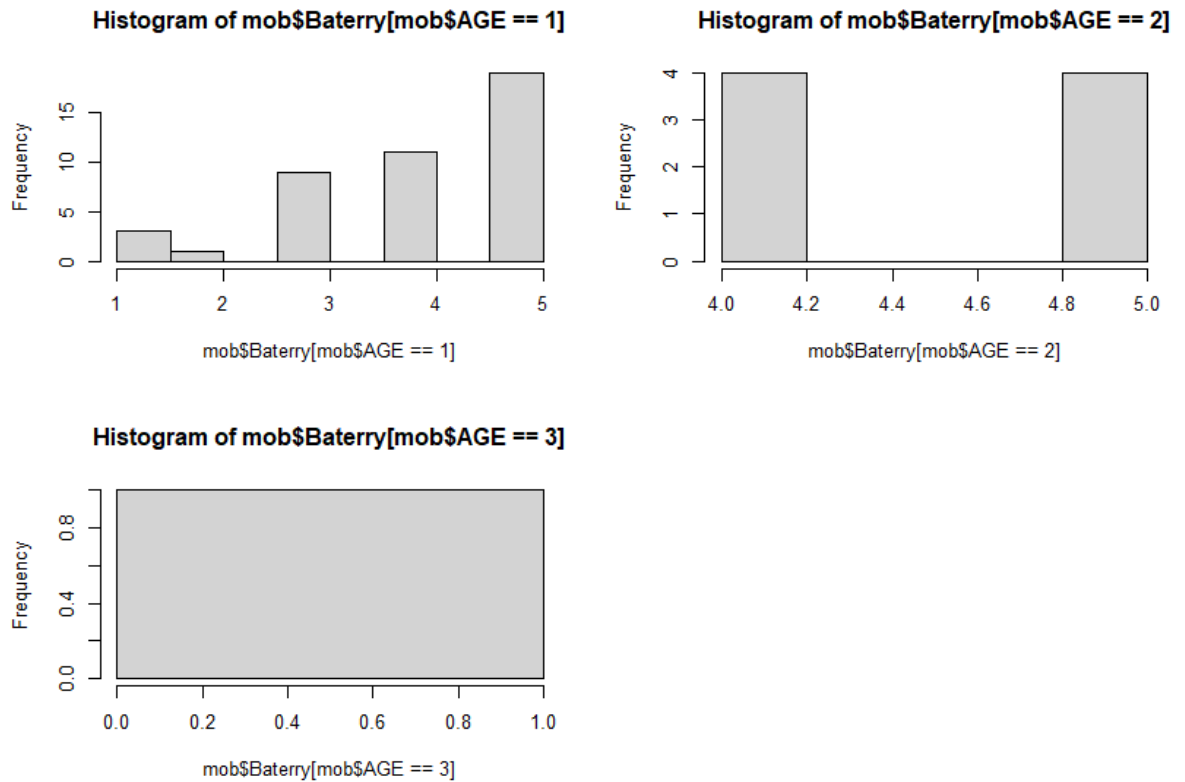 Histogram of mob$Baterry[mob$AGE == 1]
Frequency
0 5 10 15
1 2 3 4 5
mob$Baterry[mob$AGE == 1]
Histogram of mob$Baterry[mob$AGE == 2]
Frequency
0 1 2 3 4
4.0 4.2 4.4 4.6 4.8 5.0
mob$Baterry[mob$AGE == 2]
Histogram of mob$Baterry[mob$AGE == 3]
Frequency
0.0 0.4 0.8
0.0 0.2 0.4 0.6 0.8 1.0
mob$Baterry[mob$AGE == 3]